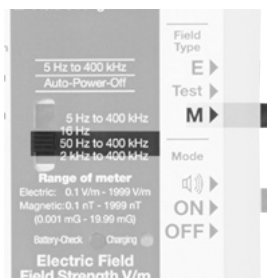 Field
Type
5 Hz to 400 kHz
E
Auto-Power-Off
Test
5 Hz to 400 kHz
M
16 Hz
50 Hz to 400 kHz
2 kHz to 400 kHz
Mode
Range of meter
Electric: 0.1 V/m - 1999 V/m
Magnetic:0.1 nT - 1999 nT
(0.001 mG - 19.99 mG)
ON
OFF
Battery-Check Charging
Electric Field
Field Strength V/m